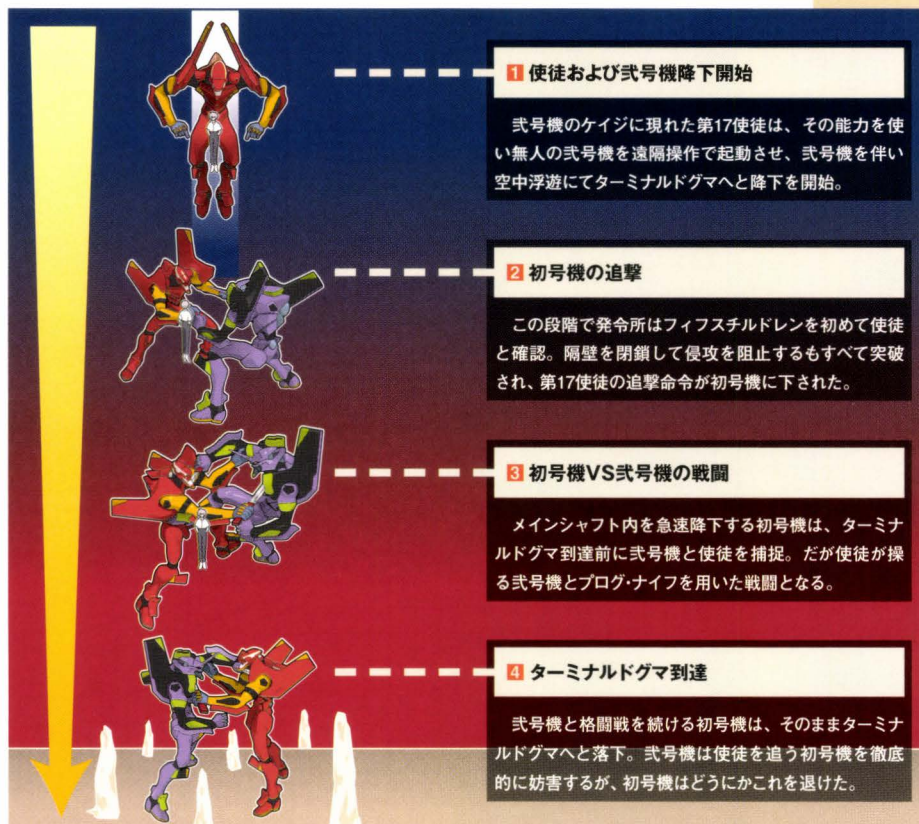 1 使徒および弐号機降下開始
　弐号機のケイジに現れた第17使徒は、その能力を使
い無人の弐号機を遠隔操作で起動させ、弐号機を伴い
空中浮遊にてターミナルドグマへと降下を開始。
2 初号機の追撃
　この段階で発令所はフィフスチルドレンを初めて使徒
と確認。隔壁を閉鎖して侵攻を阻止するもすべて突破
され、第17使徒の追撃命令が初号機に下された。
3 初号機VS弐号機の戦闘
　メインシャフト内を急速降下する初号機は、ターミナ
ルドグマ到達前に弐号機と使徒を捕捉。だが使徒が操
る弐号機とプログ・ナイフを用いた戦闘となる。
4 ターミナルドグマ到達
　弐号機と格闘戦を続ける初号機は、そのままターミナ
ルドグマへと落下。弐号機は使徒を追う初号機を徹底
的に妨害するが、初号機はどうにかこれを退けた。